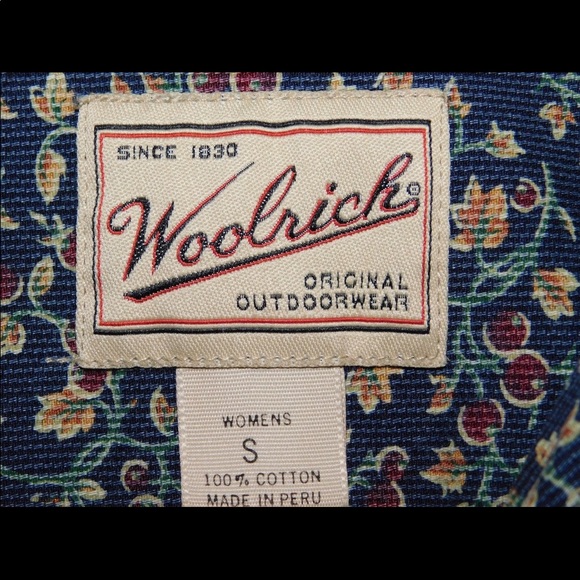 SINCE 1830
Woolrich®
ORIGINAL
OUTDOORWEAR
WOMENS
S
100% COTTON
MADE IN PERU